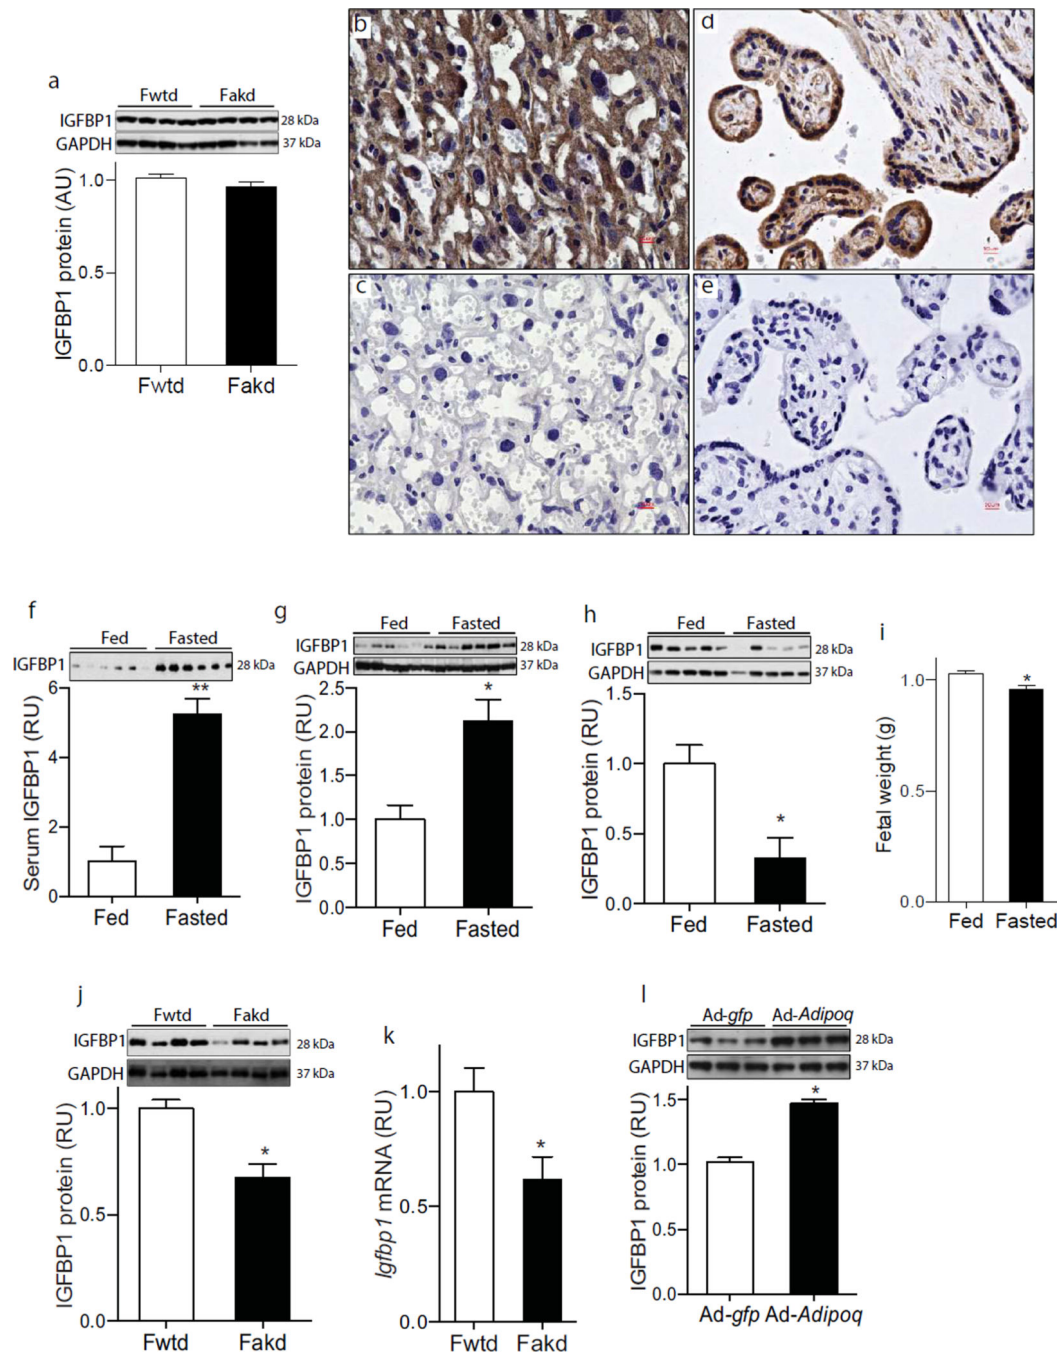 a
Fwtd Fakd
IGFBP1 28 kDa
GAPDH 37 kDa
IGFBP1 protein (AU)
1.0
0.5
0.0
Fwtd Fakd
b
d
c
e
f
Fed Fasted
IGFBP1 28 kDa
Serum IGFBP1 (RU)
6
4
2
0
**
Fed Fasted
g
Fed Fasted
IGFBP1 28 kDa
GAPDH 37 kDa
IGFBP1 protein (RU)
2.5
2.0
1.5
1.0
0.5
0.0
*
Fed Fasted
h
Fed Fasted
IGFBP1 28 kDa
GAPDH 37 kDa
IGFBP1 protein (RU)
1.5
1.0
0.5
0.0
*
Fed Fasted
i
Fetal weight (g)
1.0
0.5
0.0
*
Fed Fasted
j
Fwtd Fakd
IGFBP1 28 kDa
GAPDH 37 kDa
IGFBP1 protein (RU)
1.0
0.5
0.0
*
Fwtd Fakd
k
Igfbp1 mRNA (RU)
1.0
0.5
0.0
*
Fwtd Fakd
l
Ad-gfp Ad-Adipoq
IGFBP1 28 kDa
GAPDH 37 kDa
IGFBP1 protein (RU)
1.5
1.0
0.5
0.0
*
Ad-gfp Ad-Adipoq